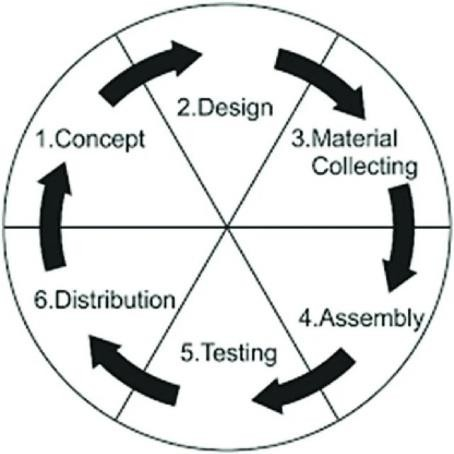 1.Concept
2.Design
3.Material
Collecting
4.Assembly
5.Testing
6.Distribution